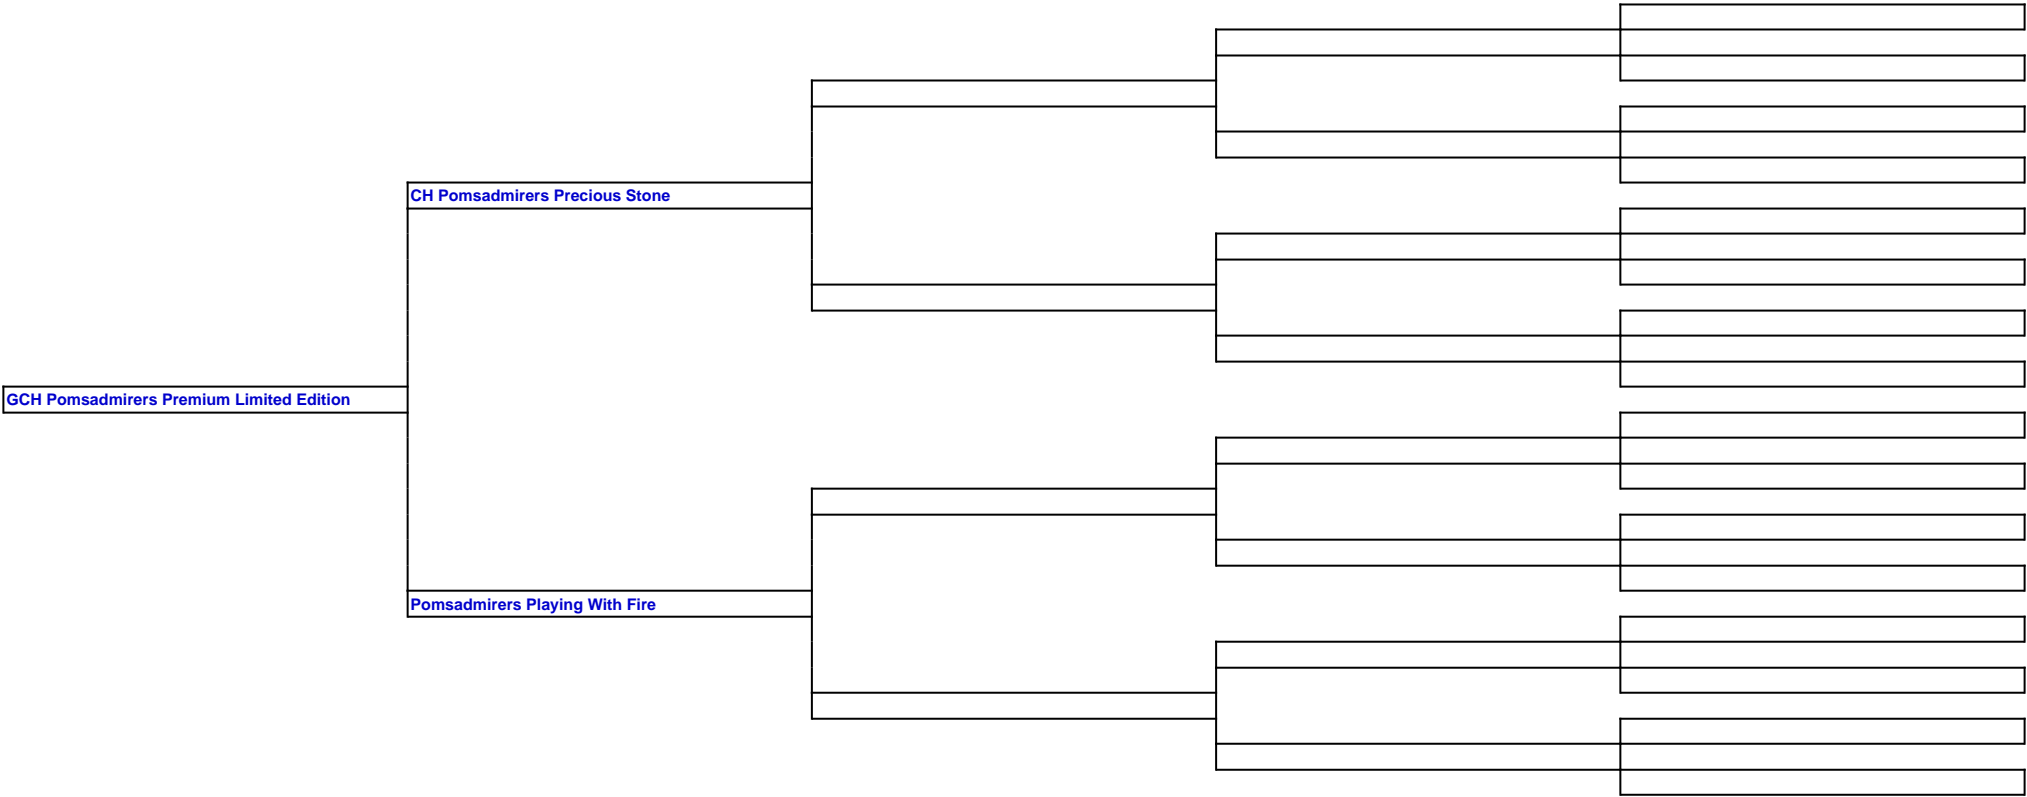 CH Pomsadmirers Precious Stone
GCH Pomsadmirers Premium Limited Edition
Pomsadmirers Playing With Fire